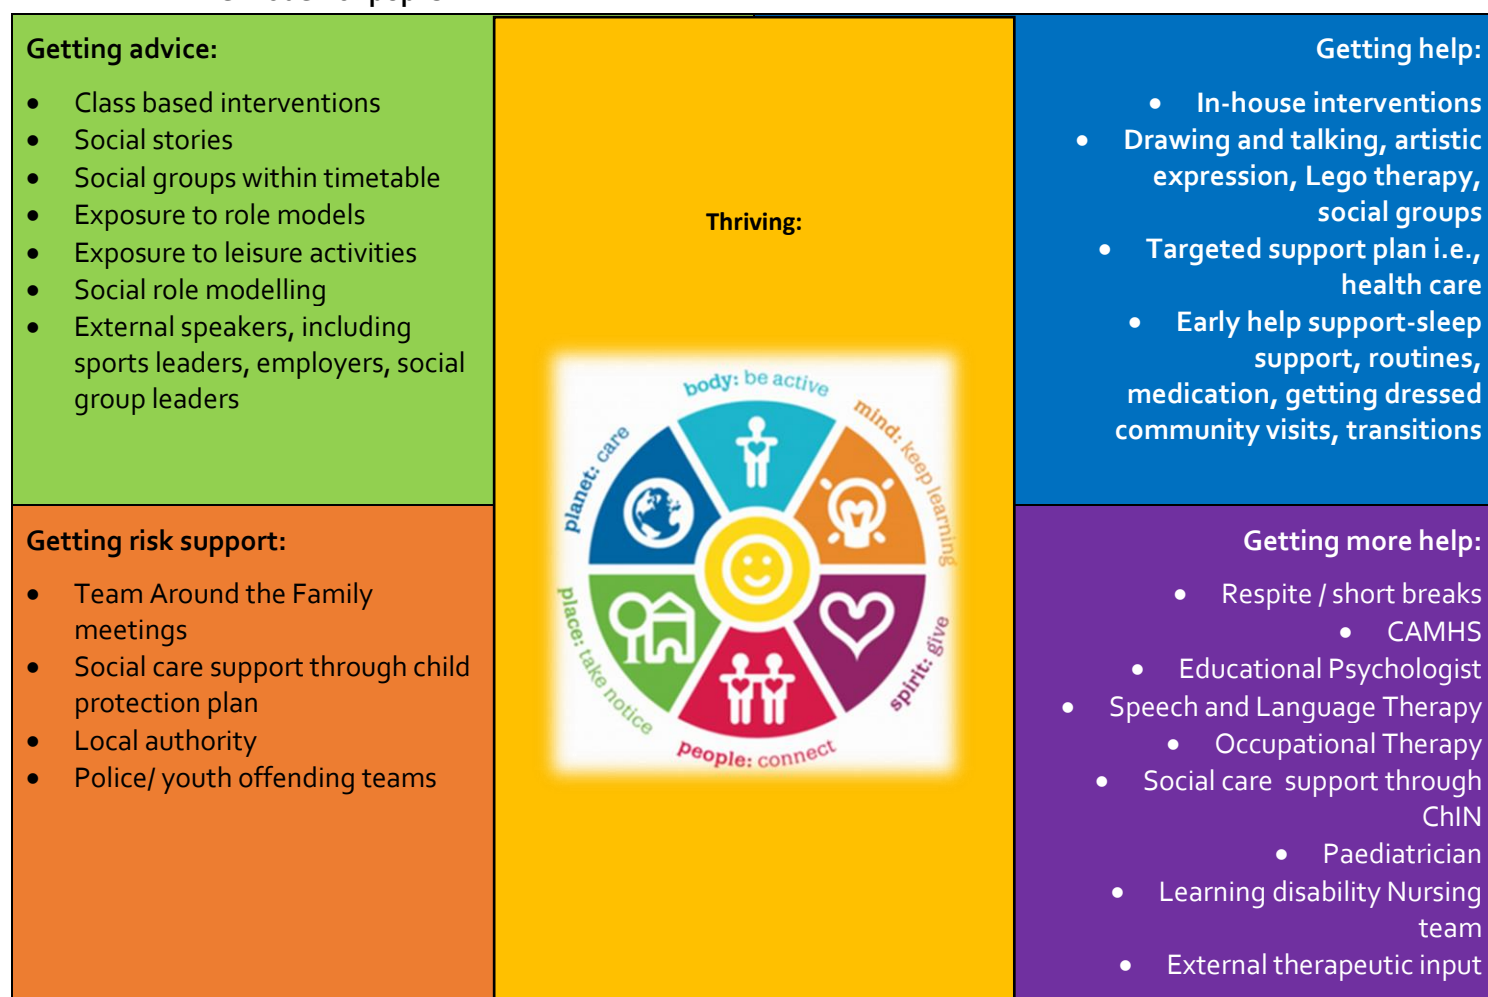 Getting advice:
• Class based interventions
• Social stories
• Social groups within timetable
• Exposure to role models
• Exposure to leisure activities
• Social role modelling
• External speakers, including
sports leaders, employers, social
group leaders
Thriving:
body: be active
mind: keep learning
spirit: give
people: connect
place: take notice
planet: care
Getting help:
• In-house interventions
• Drawing and talking, artistic
expression, Lego therapy,
social groups
• Targeted support plan i.e.,
health care
• Early help support-sleep
support, routines,
medication, getting dressed
community visits, transitions
Getting risk support:
• Team Around the Family
meetings
• Social care support through child
protection plan
• Local authority
• Police/ youth offending teams
Getting more help:
• Respite / short breaks
• CAMHS
• Educational Psychologist
• Speech and Language Therapy
• Occupational Therapy
• Social care  support through
ChIN
• Paediatrician
• Learning disability Nursing
team
• External therapeutic input